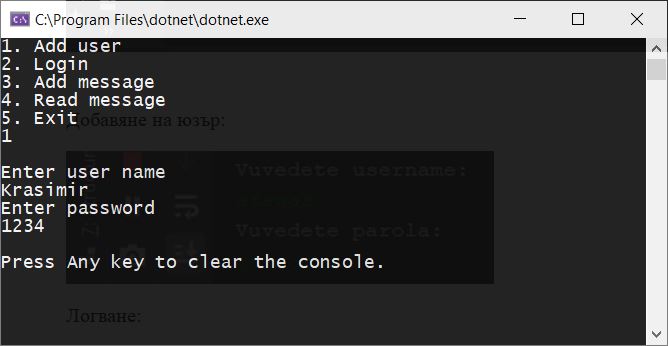 C:\Program Files\dotnet\dotnet.exe
1. Add user
2. Login
3. Add message
4. Read message
5. Exit
1
Добавяне на юзър:
Vuvedete username:
Enter user name
Krasimir
Enter password
Vuvedete parola:
1234
Press Any key to clear the console.
Логване: